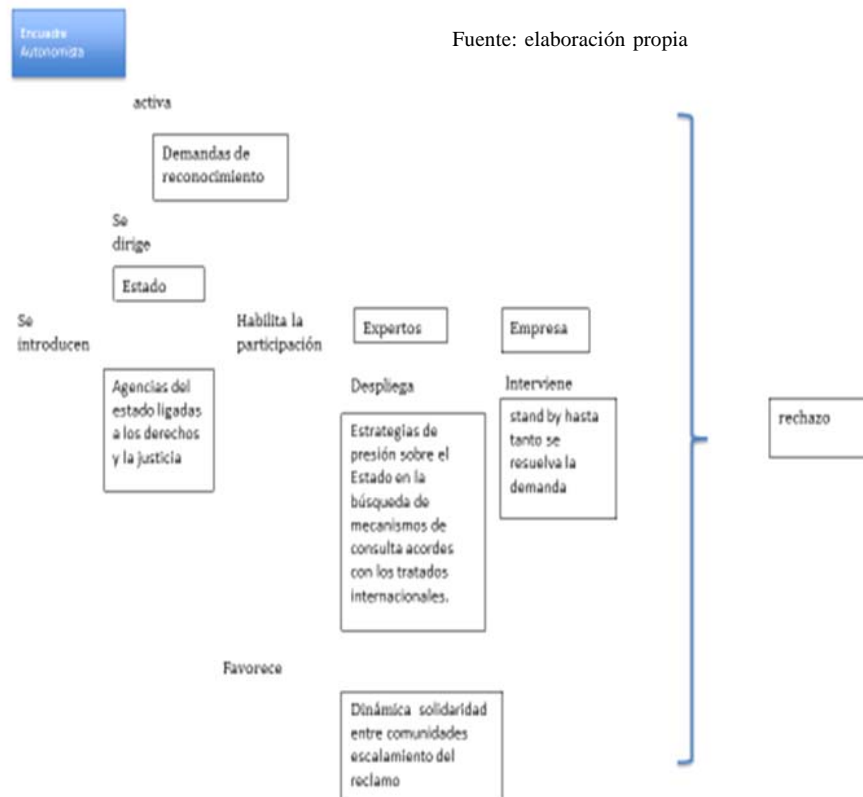 Encuadre
Autonomista
Fuente: elaboración propia
activa
Demandas de
reconocimiento
Se
dirige
Estado
Se
introducen
Habilita la
participación
Expertos
Empresa
Agencias del
estado ligadas
a los derechos
y la justicia
Despliega
Estrategias de
presión sobre el
Estado en la
búsqueda de
mecanismos de
consulta acordes
con los tratados
internacionales.
Interviene
stand by hasta
tanto se
resuelva la
demanda
rechazo
Favorece
Dinámica solidaridad
entre comunidades
escalamiento del
reclamo